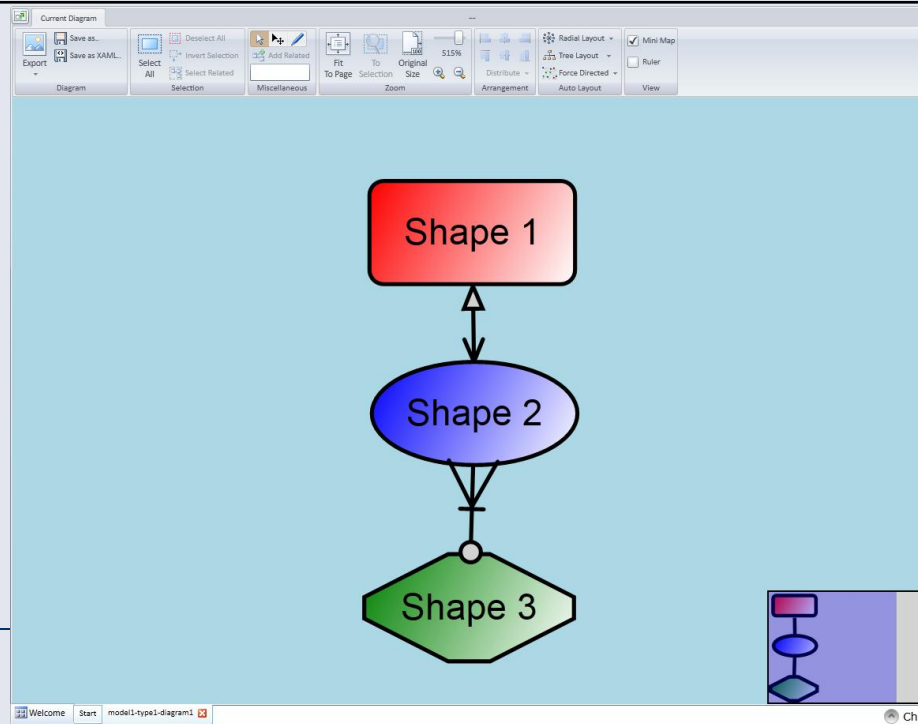 Current Diagram
--
Export
Save as..
Save as XAML..
Diagram
Select
All
Deselect All
Invert Selection
Select Related
Selection
Add Related
Miscellaneous
Fit
To Page
To
Selection
Original
Size
515%
Zoom
Distribute
Arrangement
Radial Layout
Tree Layout
Force Directed
Auto Layout
Mini Map
Ruler
View
Shape 1
Shape 2
Shape 3
Welcome
Start
model1-type1-diagram1
Ch